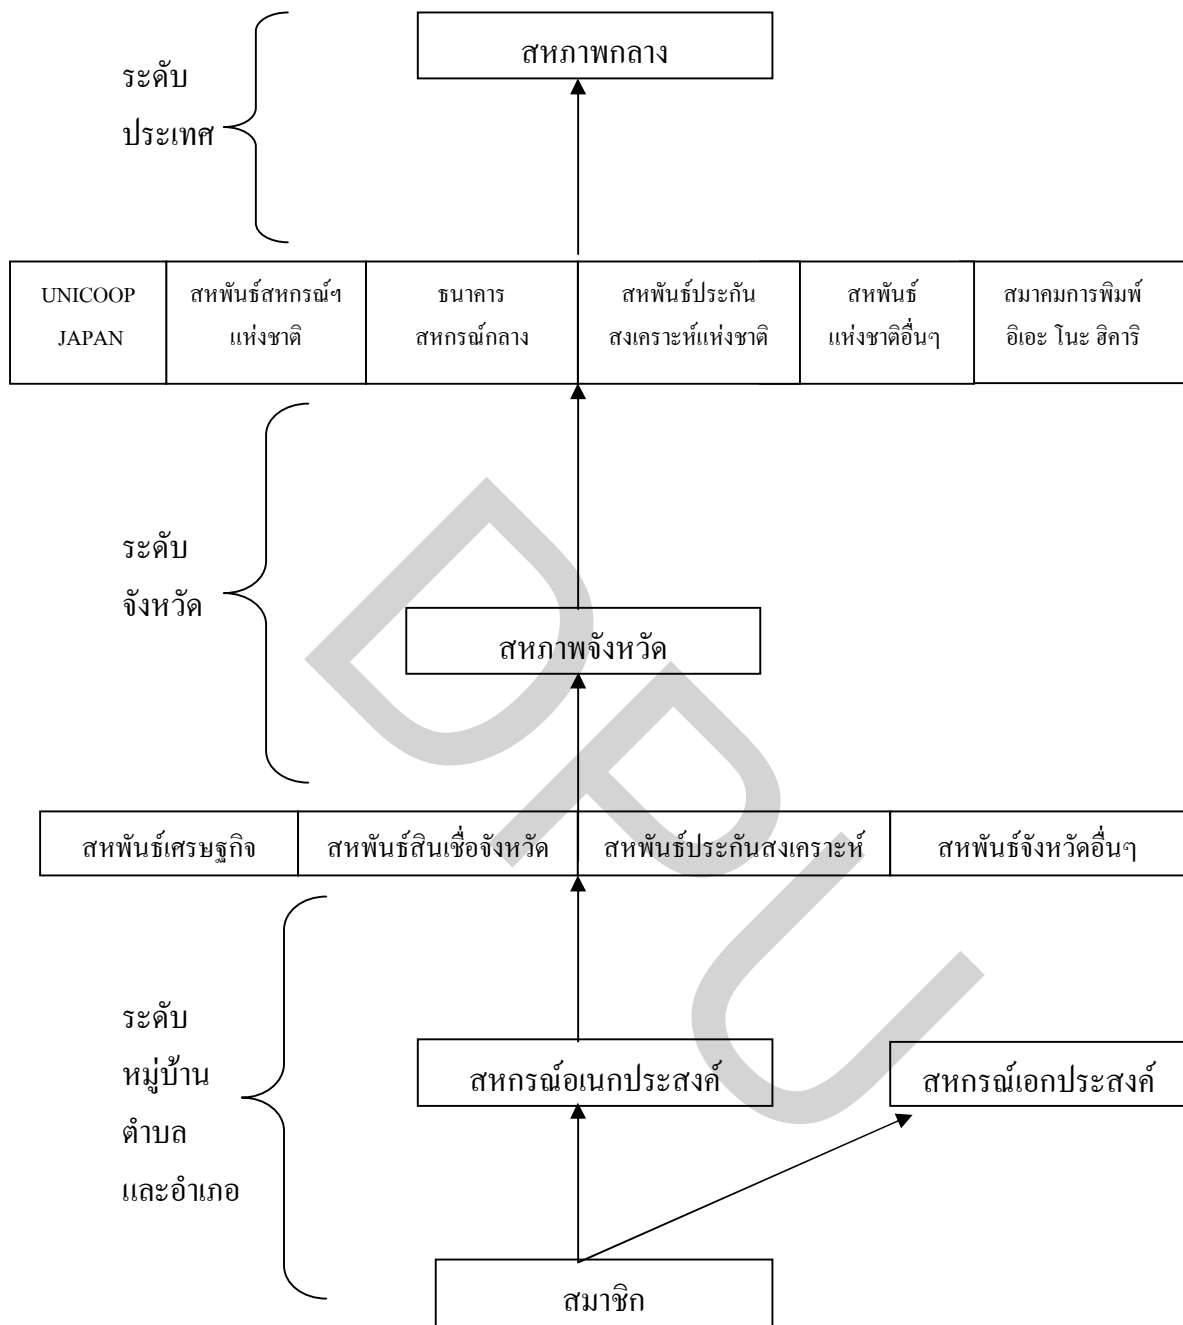 สหภาพกลาง
ระดับ
ประเทศ
UNICOOP
JAPAN
สหพันธ์สหกรณ์ฯ
แห่งชาติ
ธนาคาร
สหกรณ์กลาง
สหพันธ์ประกัน
สงเคราะห์แห่งชาติ
สหพันธ์
แห่งชาติอื่นๆ
สมาคมการพิมพ์
อิเอะ โนะ ฮิคาริ
ระดับ
จังหวัด
สหภาพจังหวัด
สหพันธ์เศรษฐกิจ
สหพันธ์สินเชื่อจังหวัด
สหพันธ์ประกันสงเคราะห์
สหพันธ์จังหวัดอื่นๆ
ระดับ
หมู่บ้าน
ตำบล
และอำเภอ
สหกรณ์อเนกประสงค์
สหกรณ์เอกประสงค์
สมาชิก
DPU